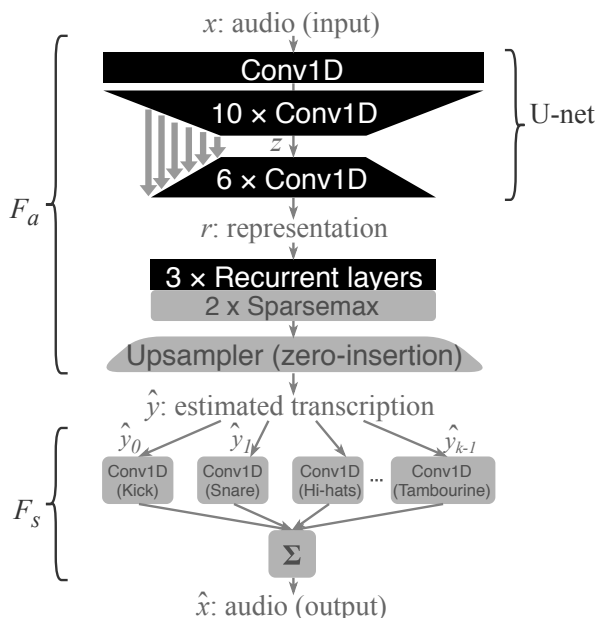 x: audio (input)
Conv1D
10 × Conv1D
U-net
z
6 × Conv1D
F_a
r: representation
3 × Recurrent layers
2 x Sparsemax
Upsampler (zero-insertion)
ŷ: estimated transcription
ŷ_0 ŷ_1 ŷ_{k-1}
Conv1D (Kick)
Conv1D (Snare)
Conv1D (Hi-hats)
...
Conv1D (Tambourine)
F_s
Σ
x̂: audio (output)